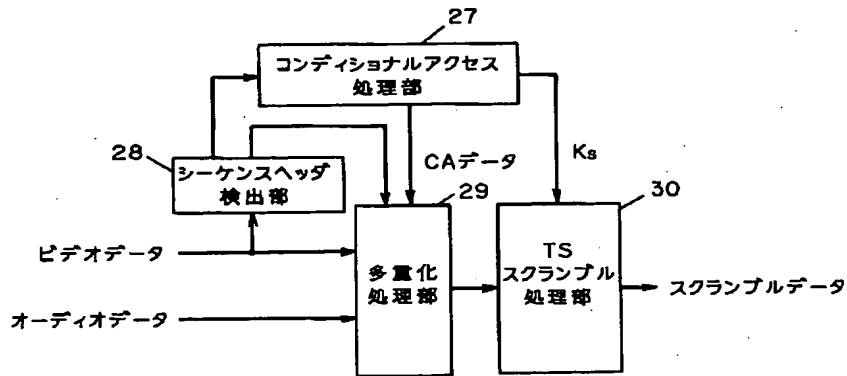 27
コンディショナルアクセス
処理部
28
シーケンスヘッダ
検出部
CAデータ
Ks
29
30
ビデオデータ
オーディオデータ
多重化
処理部
TS
スクランブル
処理部
スクランブルデータ